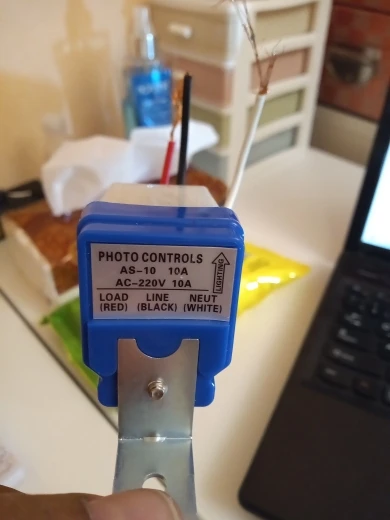 PHOTO CONTROLS
AS-10 10A
AC-220V 10A
LIGHTING
LOAD LINE NEUT
(RED) (BLACK) (WHITE)